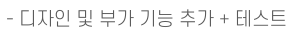 - 디자인 및 부가 기능 추가 + 테스트